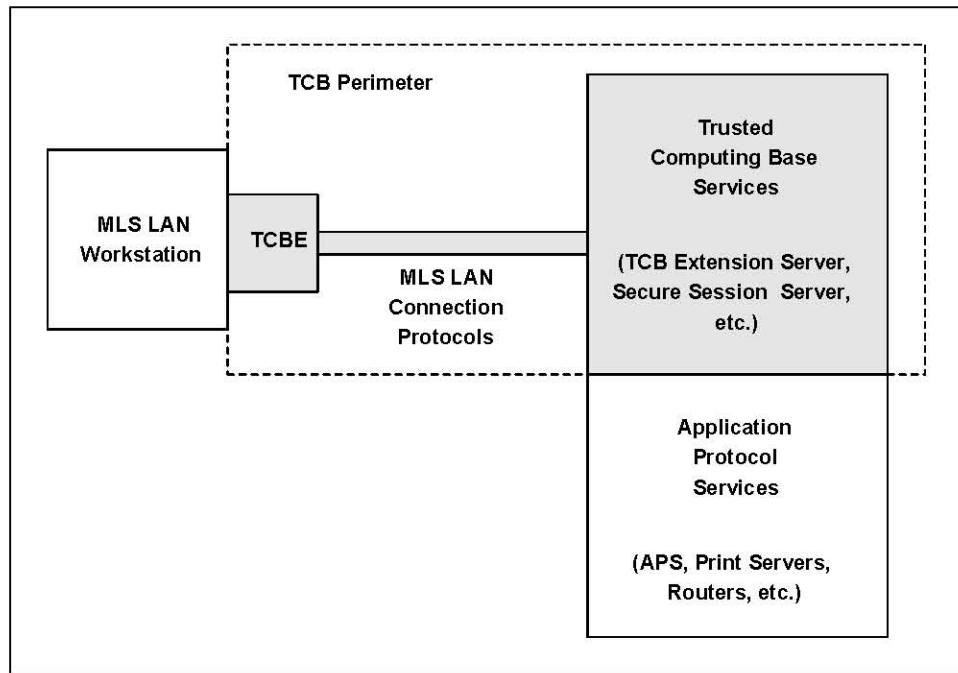 TCB Perimeter
Trusted
Computing Base
Services
(TCB Extension Server,
Secure Session Server,
etc.)
MLS LAN
Workstation
TCBE
MLS LAN
Connection
Protocols
Application
Protocol
Services
(APS, Print Servers,
Routers, etc.)